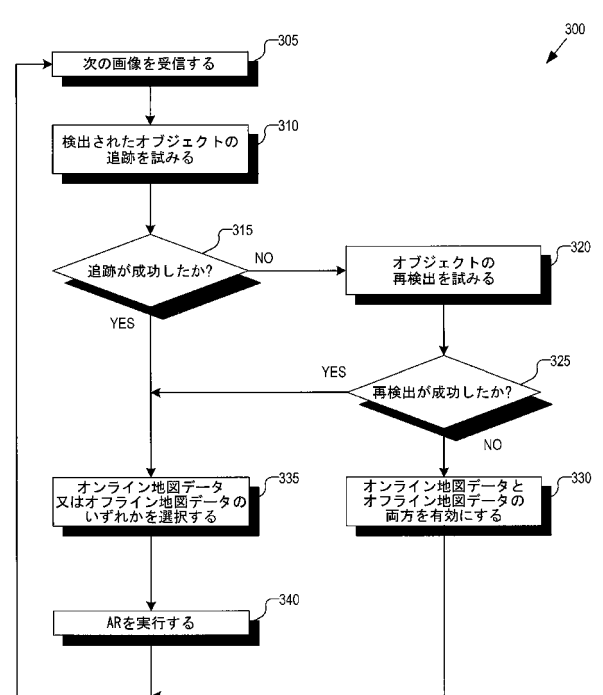 300
305
次の画像を受信する
310
検出されたオブジェクトの
追跡を試みる
315
追跡が成功したか?
NO
YES
320
オブジェクトの
再検出を試みる
325
再検出が成功したか?
YES
NO
335
オンライン地図データ
又はオフライン地図データの
いずれかを選択する
330
オンライン地図データと
オフライン地図データの
両方を有効にする
340
ARを実行する